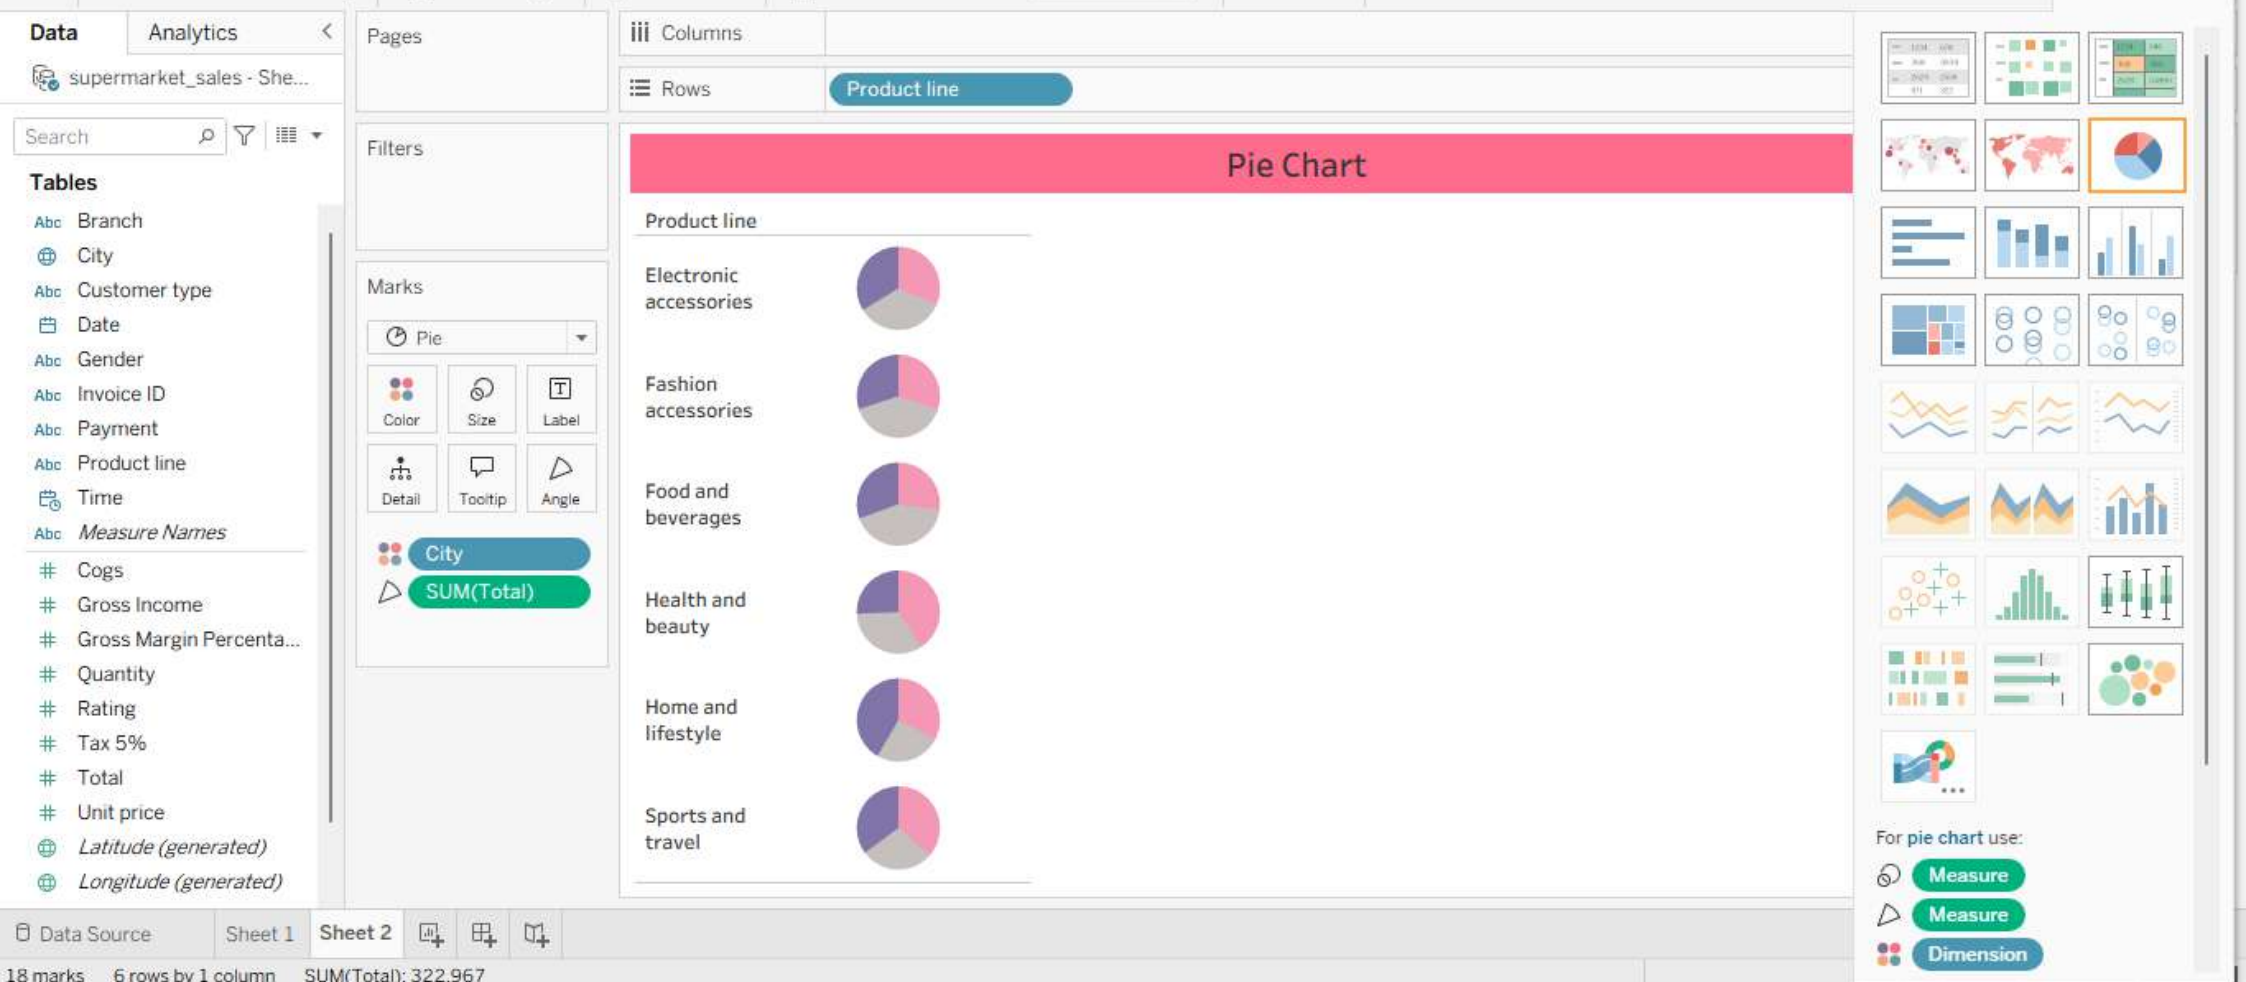 Data
Analytics
supermarket_sales - She...
Search
Tables
Abc Branch
City
Abc Customer type
Date
Abc Gender
Abc Invoice ID
Abc Payment
Abc Product line
Time
Abc Measure Names
# Cogs
# Gross Income
# Gross Margin Percenta...
# Quantity
# Rating
# Tax 5%
# Total
# Unit price
Latitude (generated)
Longitude (generated)
Pages
Filters
Marks
Pie
Color Size Label
Detail Tooltip Angle
City
SUM(Total)
Columns
Rows Product line
Pie Chart
Product line
Electronic
accessories
Fashion
accessories
Food and
beverages
Health and
beauty
Home and
lifestyle
Sports and
travel
For pie chart use:
Measure
Measure
Dimension
Data Source Sheet 1 Sheet 2
18 marks 6 rows by 1 column SUM(Total): 322,967